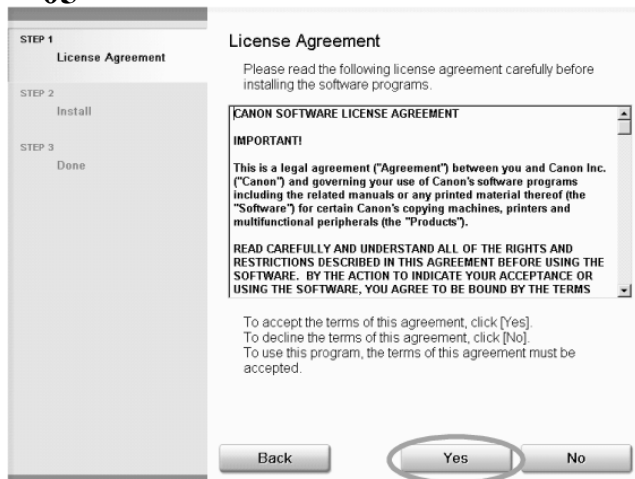 STEP 1
License Agreement
STEP 2
Install
STEP 3
Done
License Agreement
Please read the following license agreement carefully before
installing the software programs.
CANON SOFTWARE LICENSE AGREEMENT
IMPORTANT!
This is a legal agreement ("Agreement") between you and Canon Inc.
("Canon") and governing your use of Canon's software programs
including the related manuals or any printed material thereof (the
"Software") for certain Canon's copying machines, printers and
multifunctional peripherals (the "Products").
READ CAREFULLY AND UNDERSTAND ALL OF THE RIGHTS AND
RESTRICTIONS DESCRIBED IN THIS AGREEMENT BEFORE USING THE
SOFTWARE. BY THE ACTION TO INDICATE YOUR ACCEPTANCE OR
USING THE SOFTWARE, YOU AGREE TO BE BOUND BY THE TERMS
To accept the terms of this agreement, click [Yes].
To decline the terms of this agreement, click [No].
To use this program, the terms of this agreement must be
accepted.
Back Yes No